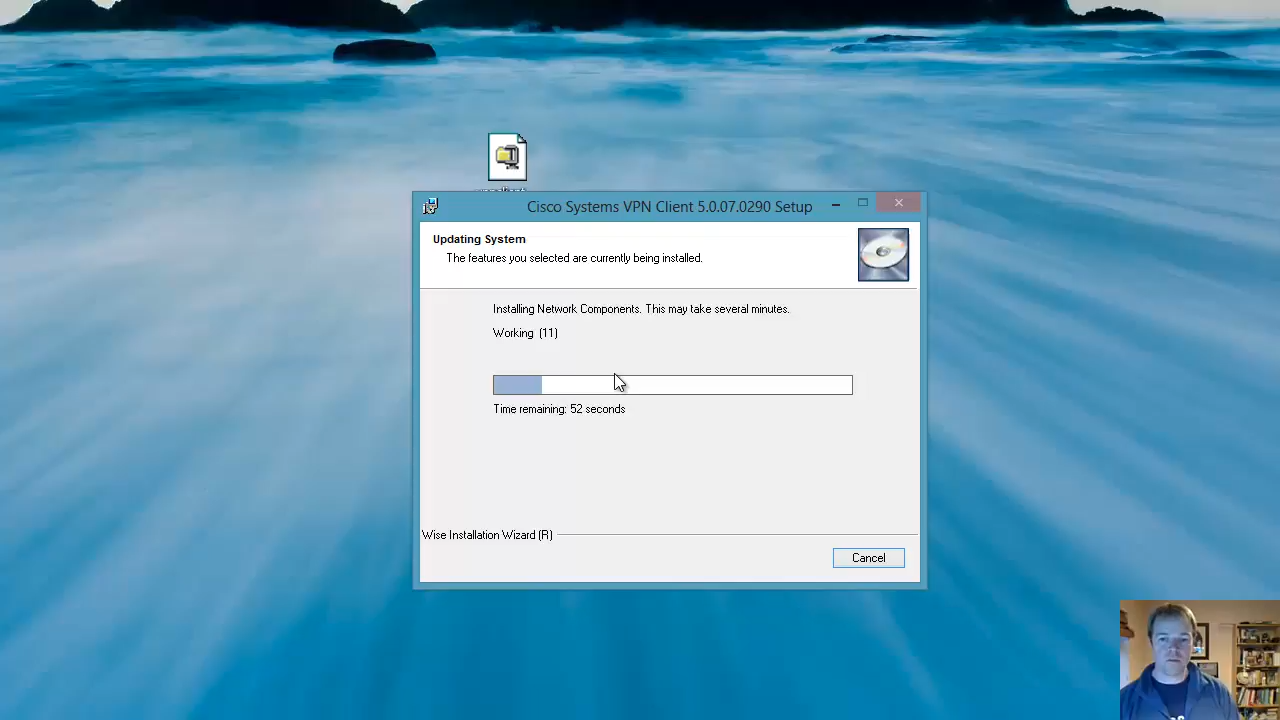 Cisco Systems VPN Client 5.0.07.0290 Setup
Updating System
The features you selected are currently being installed.
Installing Network Components. This may take several minutes.
Working (11)
Time remaining: 52 seconds
Wise Installation Wizard (R)
Cancel